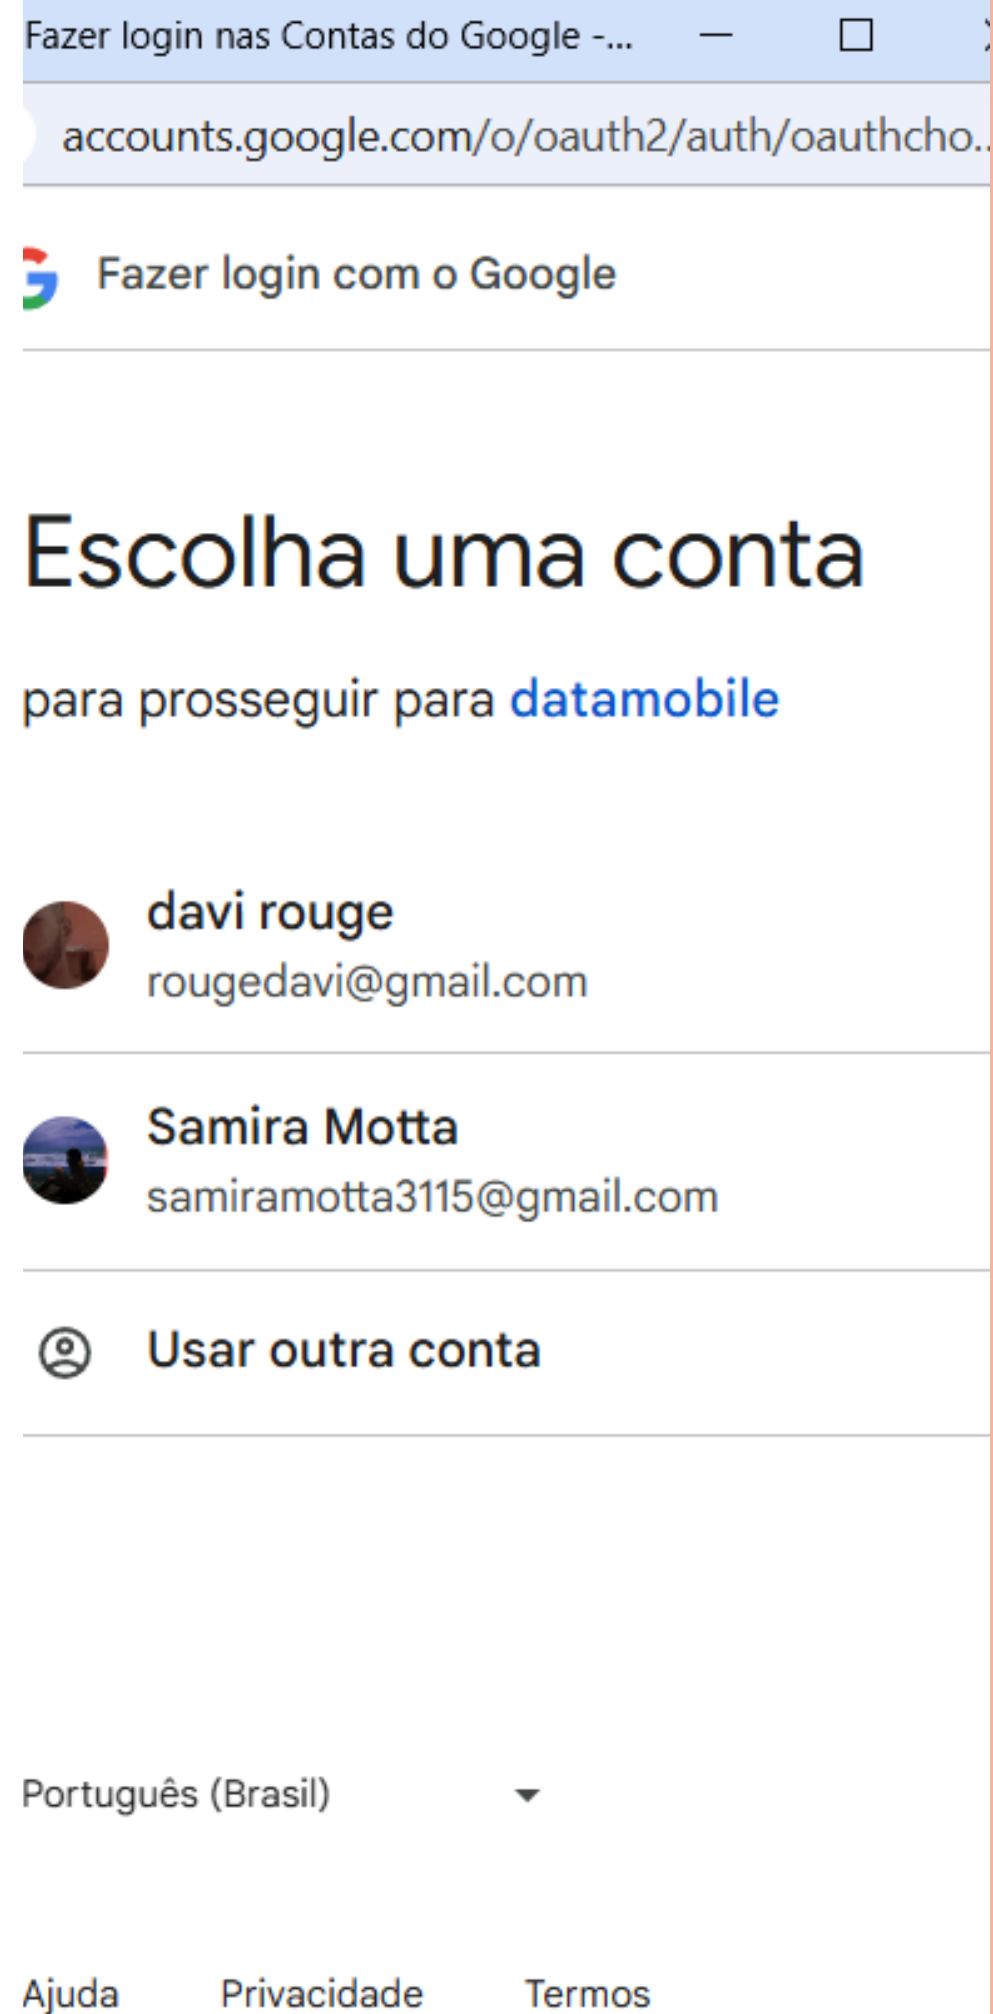 Fazer login nas Contas do Google -...
accounts.google.com/o/oauth2/auth/oauthcho...
Fazer login com o Google
Escolha uma conta
para prosseguir para datamobile
davi rouge
rougedavi@gmail.com
Samira Motta
samiramotta3115@gmail.com
Usar outra conta
Português (Brasil)
Ajuda Privacidade Termos